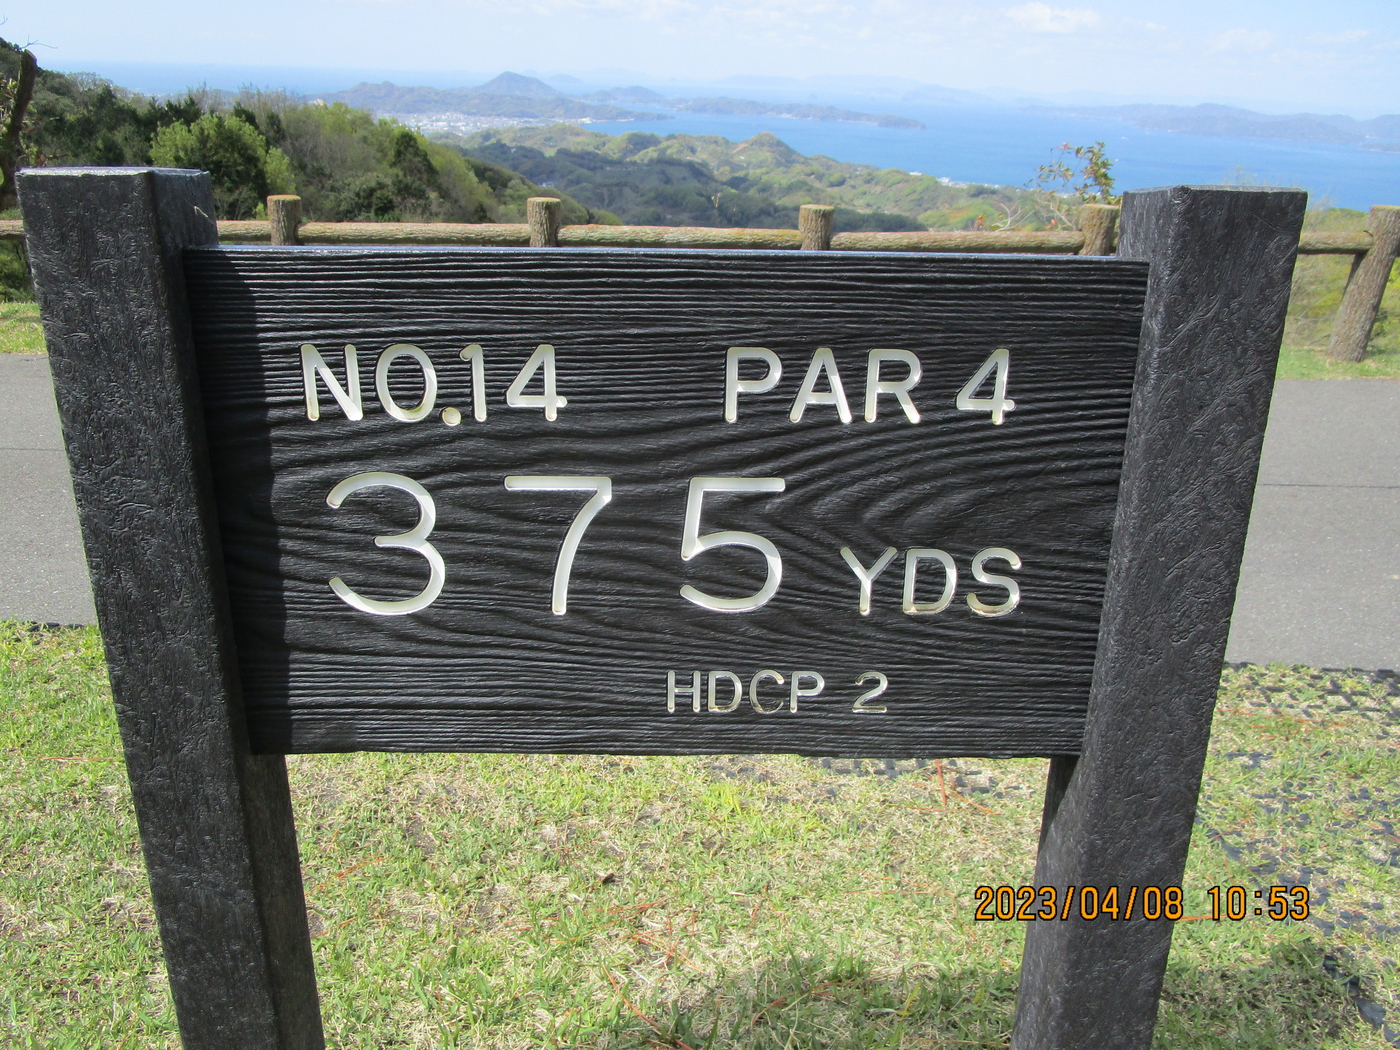 NO.14 PAR 4
375 YDS
HDCP 2
2023/04/08 10:53